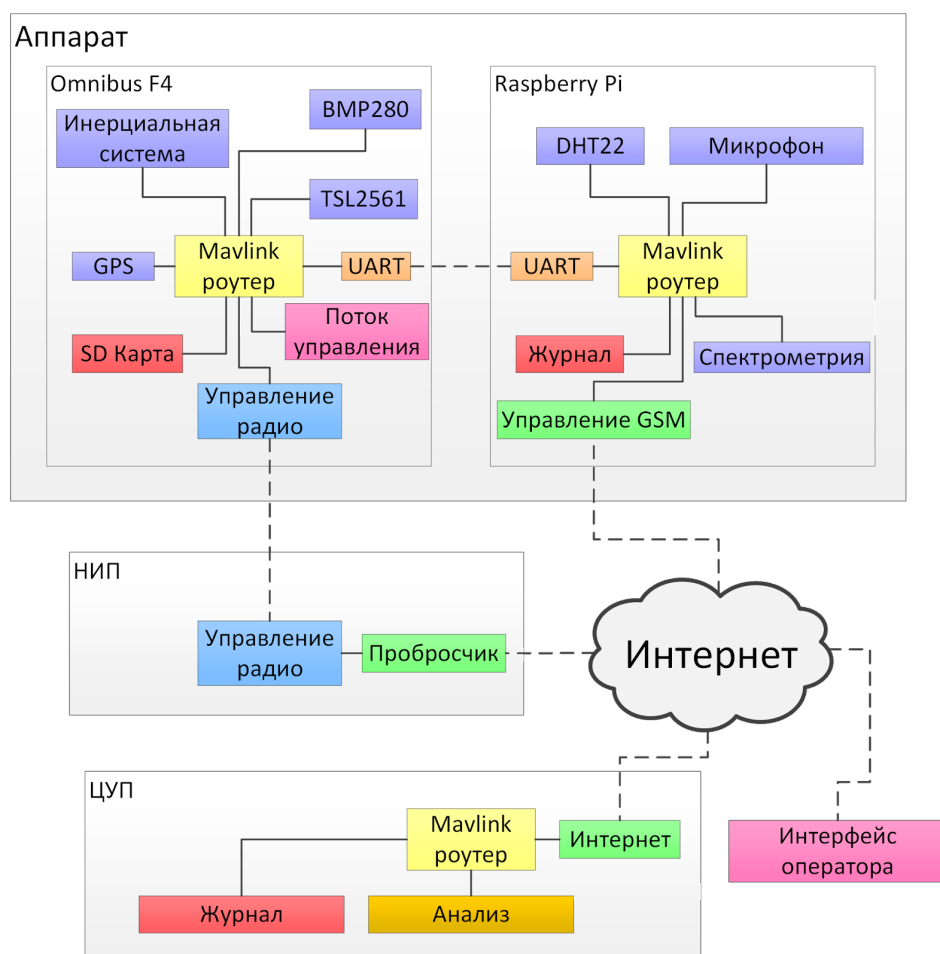 Аппарат
Omnibus F4
Инерциальная
система
BMP280
TSL2561
GPS
Mavlink
роутер
UART
SD Карта
Поток
управления
Управление
радио
Raspberry Pi
DHT22
Микрофон
UART
Mavlink
роутер
Журнал
Спектрометрия
Управление GSM
НИП
Управление
радио
Пробросчик
Интернет
ЦУП
Mavlink
роутер
Интернет
Журнал
Анализ
Интерфейс
оператора